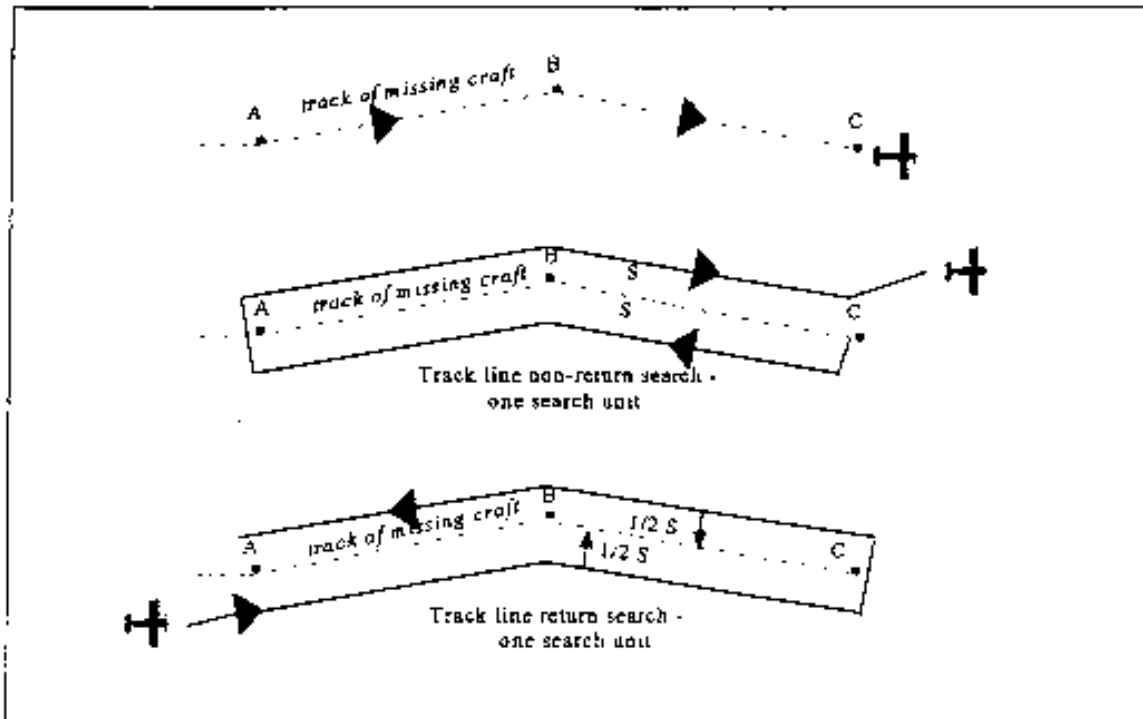 A
track of missing craft
B
C
A
track of missing craft
B
S
S
C
Track line non-return search -
one search unit
A
track of missing craft
B
1/2 S
1/2 S
C
Track line return search -
one search unit